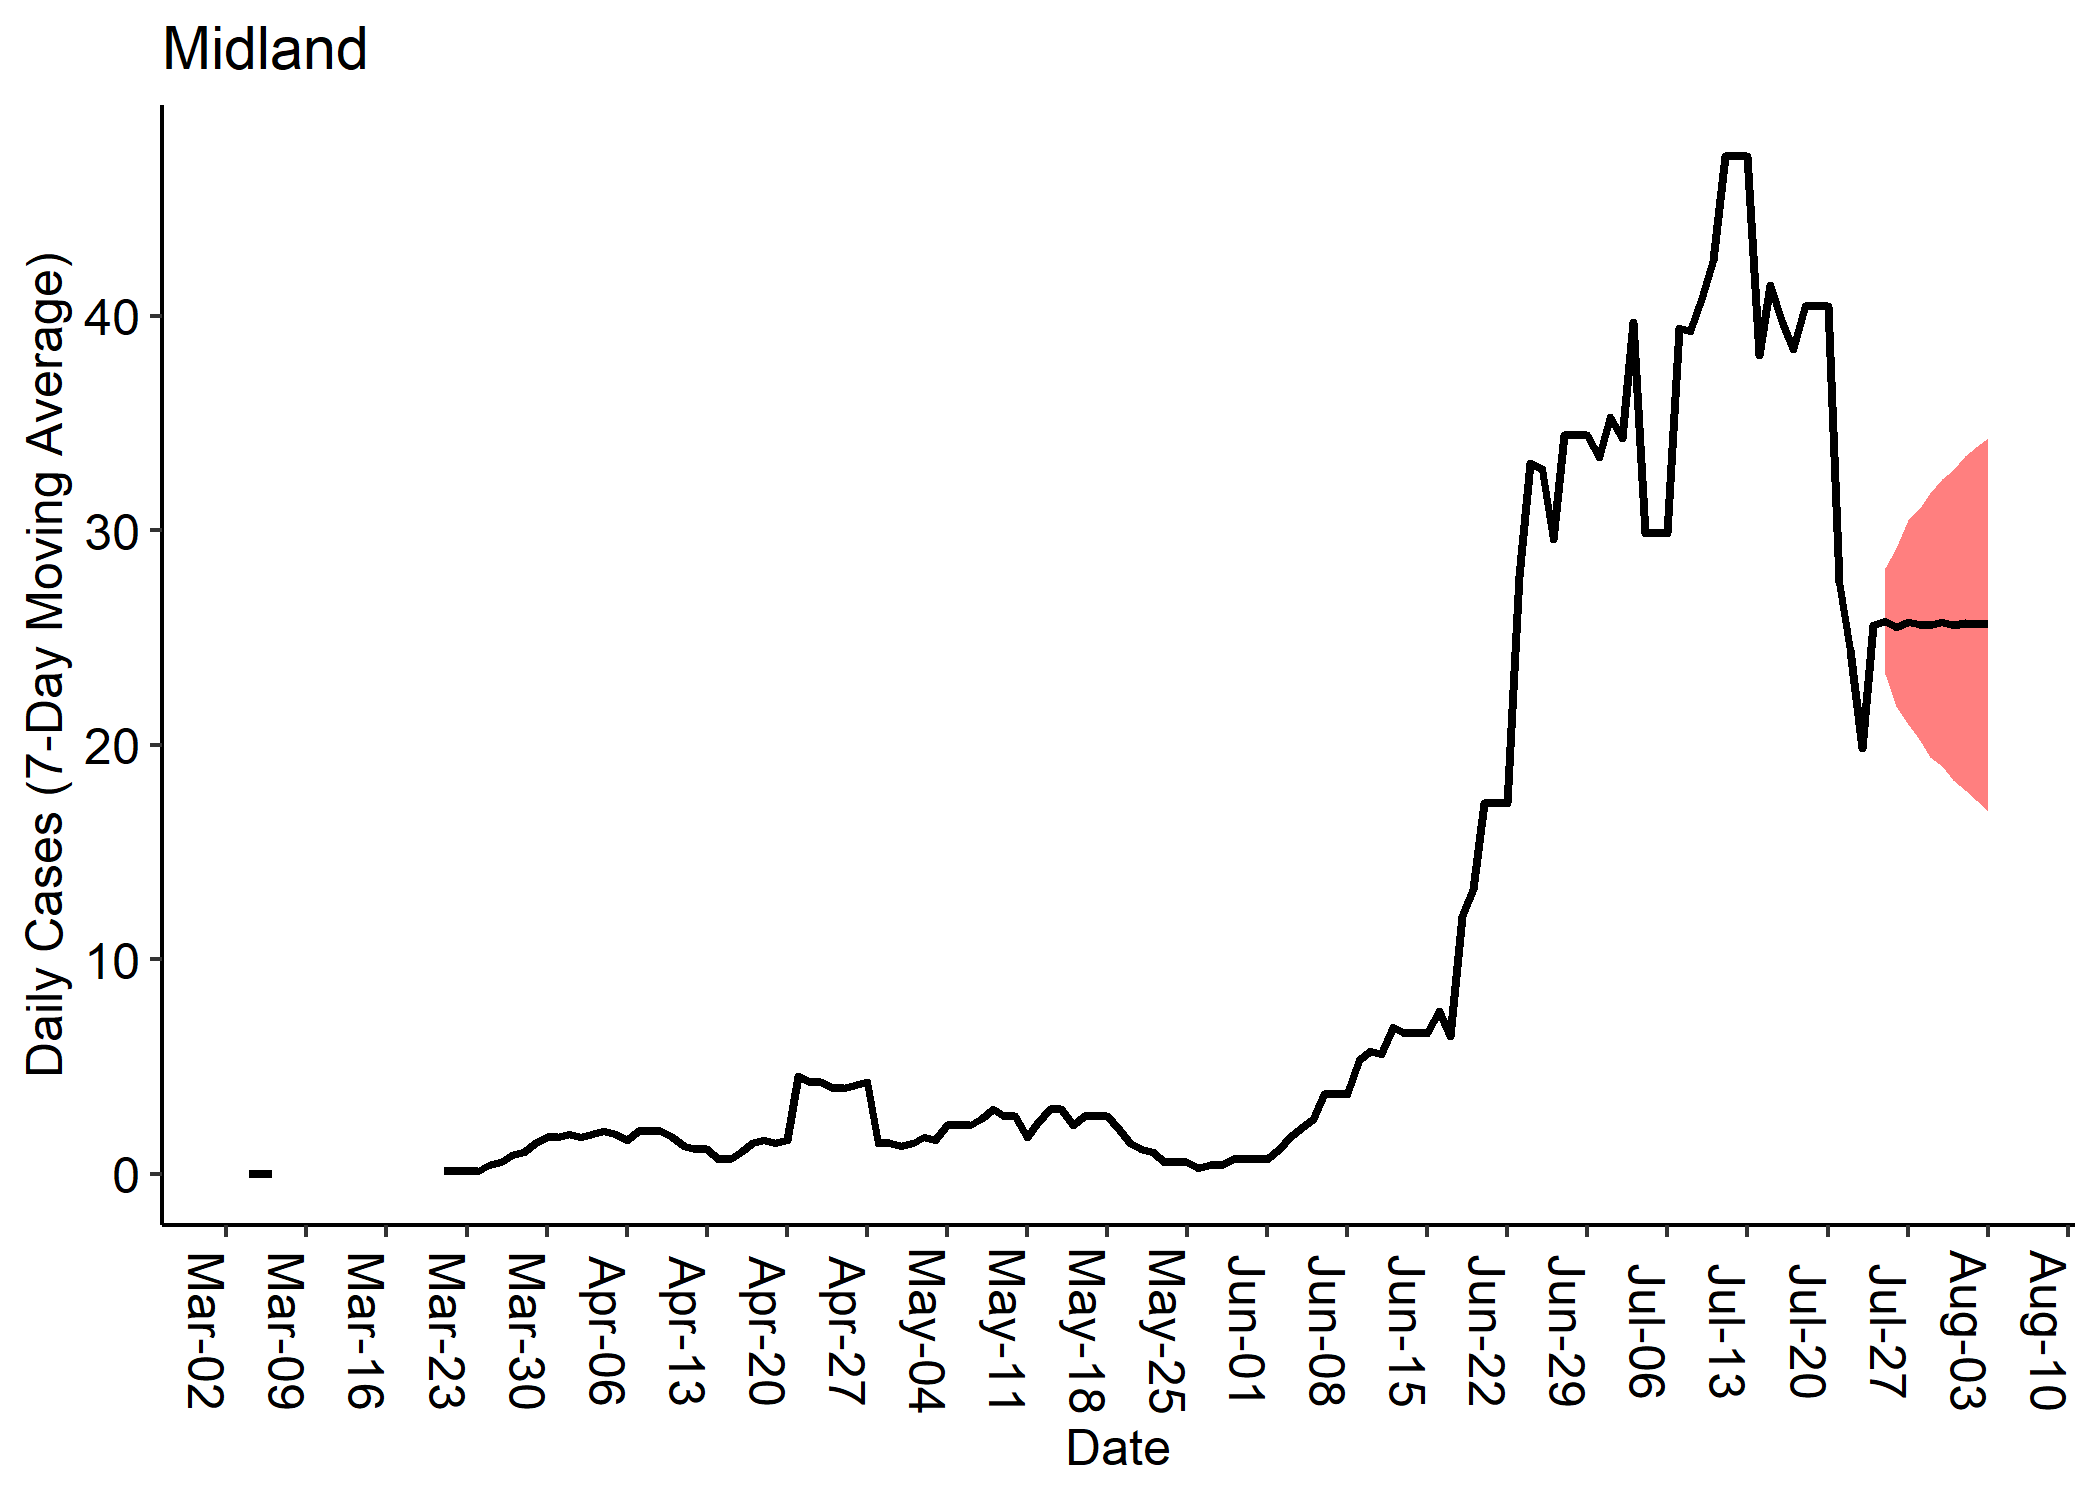 Midland
Daily Cases (7-Day Moving Average)
40
30
20
10
0
Mar-02
Mar-09
Mar-16
Mar-23
Mar-30
Apr-06
Apr-13
Apr-20
Apr-27
May-04
May-11
May-18
May-25
Jun-01
Jun-08
Jun-15
Jun-22
Jun-29
Jul-06
Jul-13
Jul-20
Jul-27
Aug-03
Aug-10
Date